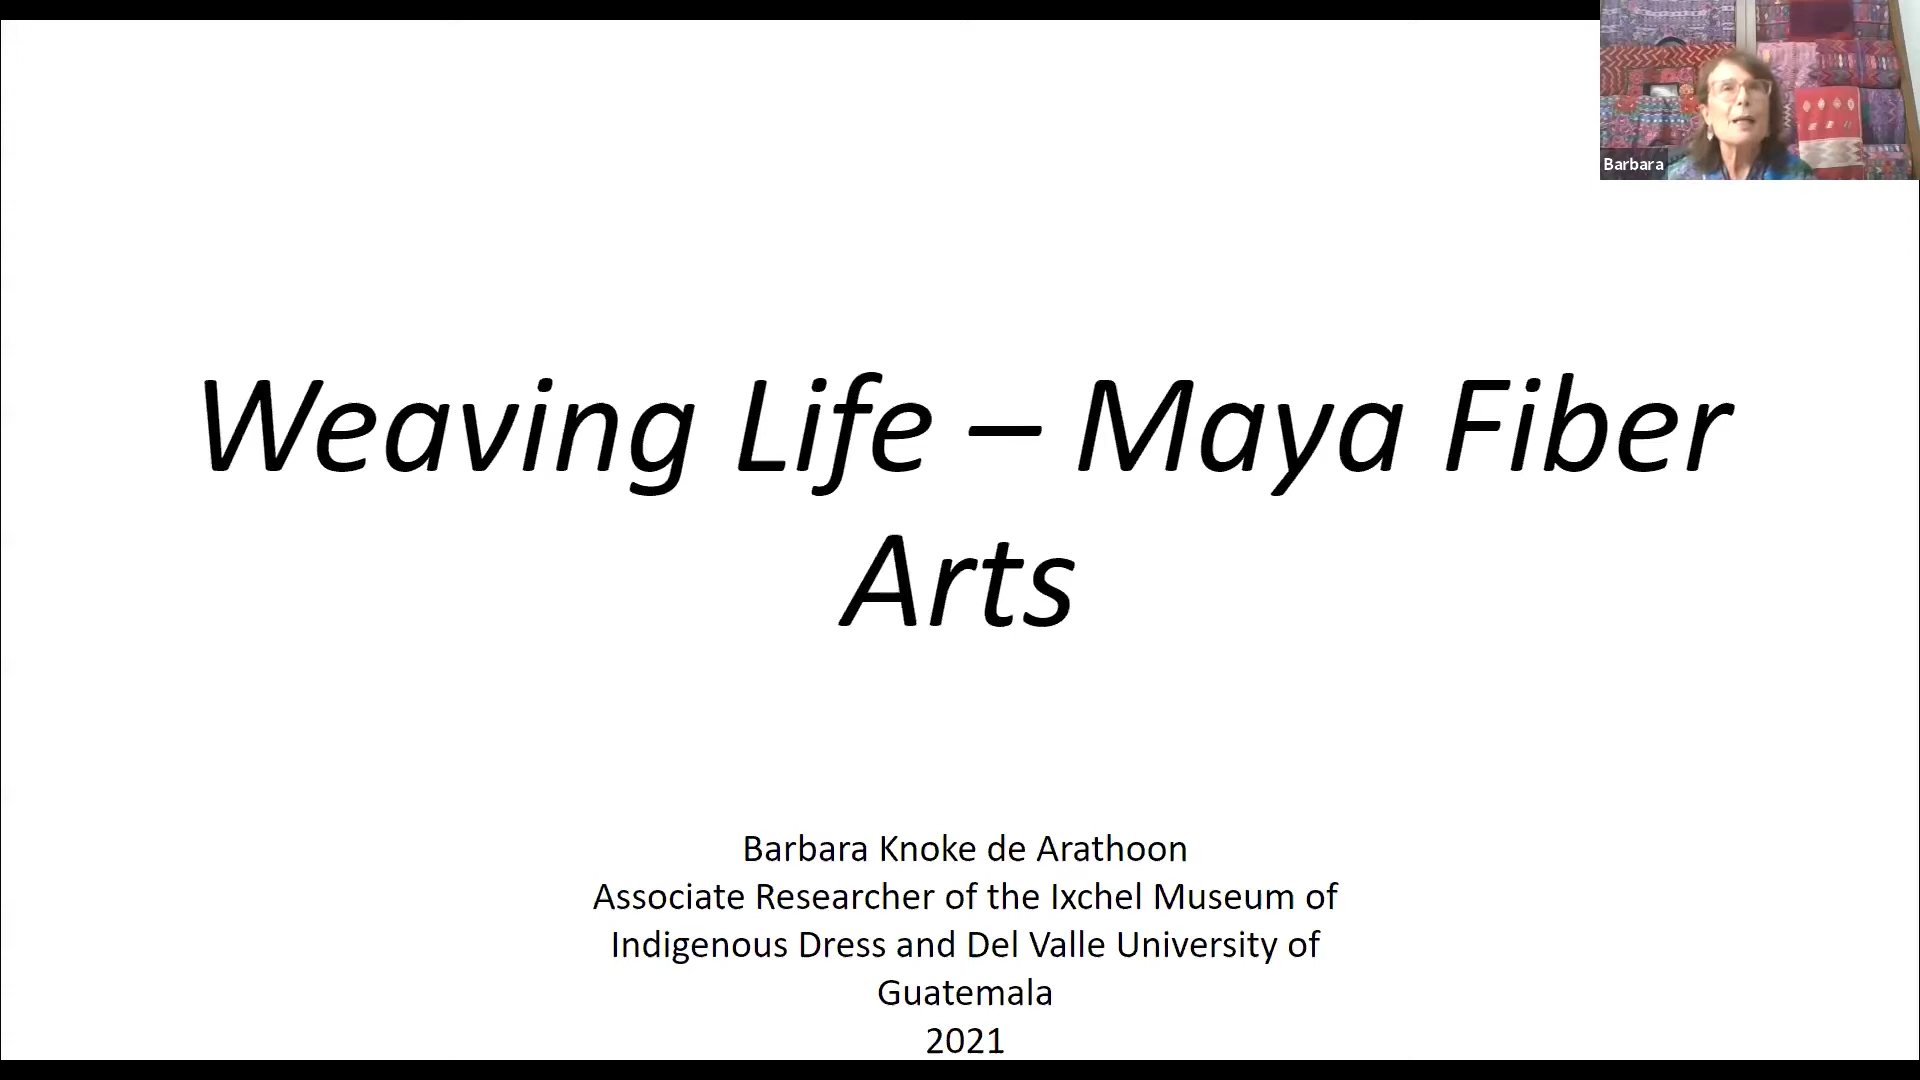 Barbara
Weaving Life – Maya Fiber
Arts
Barbara Knoke de Arathoon
Associate Researcher of the Ixchel Museum of
Indigenous Dress and Del Valle University of
Guatemala
2021